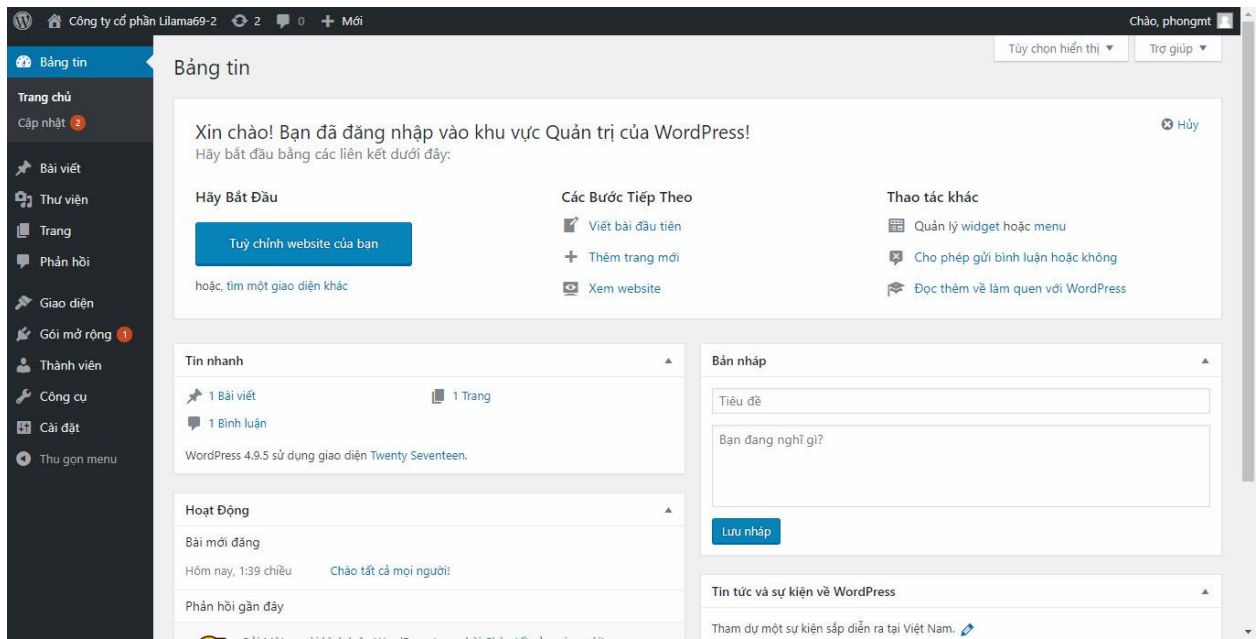 Công ty cổ phần Lilama69-2 2 0 Mới Chào, phongmt
Tùy chọn hiển thị Trợ giúp
Bảng tin
Trang chủ
Cập nhật 2
Bài viết
Thư viện
Trang
Phản hồi
Giao diện
Gói mở rộng 1
Thành viên
Công cụ
Cài đặt
Thu gọn menu
Bảng tin
Xin chào! Bạn đã đăng nhập vào khu vực Quản trị của WordPress!
Hủy
Hãy bắt đầu bằng các liên kết dưới đây:
Hãy Bắt Đầu
Tuỳ chỉnh website của bạn
hoặc, tìm một giao diện khác
Các Bước Tiếp Theo
Viết bài đầu tiên
Thêm trang mới
Xem website
Thao tác khác
Quản lý widget hoặc menu
Cho phép gửi bình luận hoặc không
Đọc thêm về làm quen với WordPress
Tin nhanh
1 Bài viết 1 Trang
1 Bình luận
WordPress 4.9.5 sử dụng giao diện Twenty Seventeen.
Hoạt Động
Bài mới đăng
Hôm nay, 1:39 chiều Chào tất cả mọi người!
Phản hồi gần đây
Bản nháp
Tiêu đề
Bạn đang nghĩ gì?
Lưu nháp
Tin tức và sự kiện về WordPress
Tham dự một sự kiện sắp diễn ra tại Việt Nam.